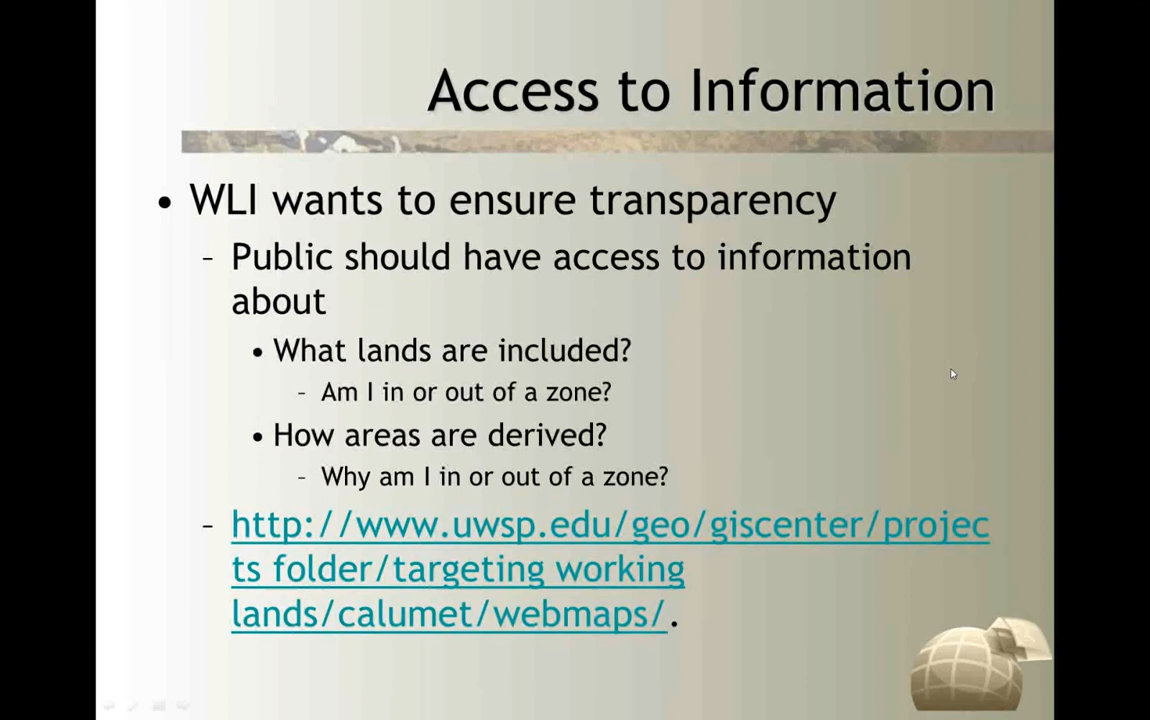 Access to Information
• WLI wants to ensure transparency
– Public should have access to information
about
• What lands are included?
– Am I in or out of a zone?
• How areas are derived?
– Why am I in or out of a zone?
– http://www.uwsp.edu/geo/giscenter/projec
ts folder/targeting working
lands/calumet/webmaps/.